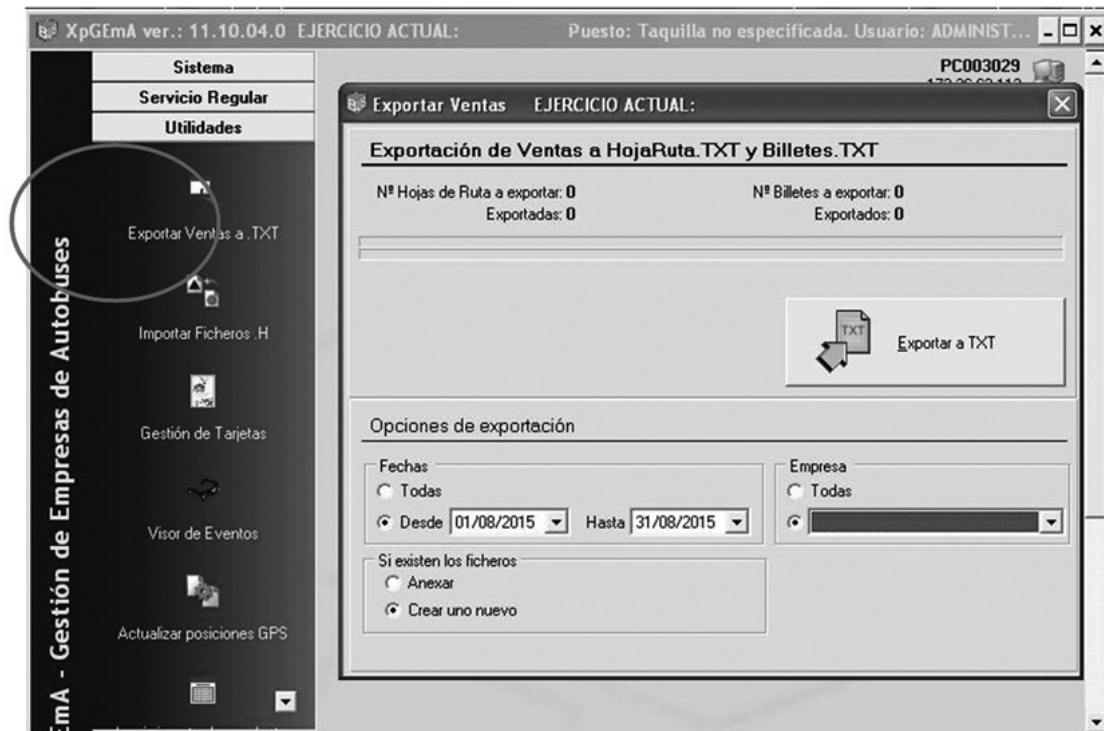 XpGEmA ver.: 11.10.04.0 EJERCICIO ACTUAL: Puesto: Taquilla no especificada. Usuario: ADMINIST...
PC003029
Sistema
Servicio Regular
Utilidades
Exportar Ventas a .TXT
Importar Ficheros .H
Gestión de Tarjetas
Visor de Eventos
Actualizar posiciones GPS
EmA - Gestión de Empresas de Autobuses
Exportar Ventas EJERCICIO ACTUAL:
Exportación de Ventas a HojaRuta.TXT y Billetes.TXT
Nº Hojas de Ruta a exportar: 0 Nº Billetes a exportar: 0
Exportadas: 0 Exportados: 0
TXT
Exportar a TXT
Opciones de exportación
Fechas
Todas
Desde 01/08/2015 Hasta 31/08/2015
Empresa
Todas
Si existen los ficheros
Anexar
Crear uno nuevo